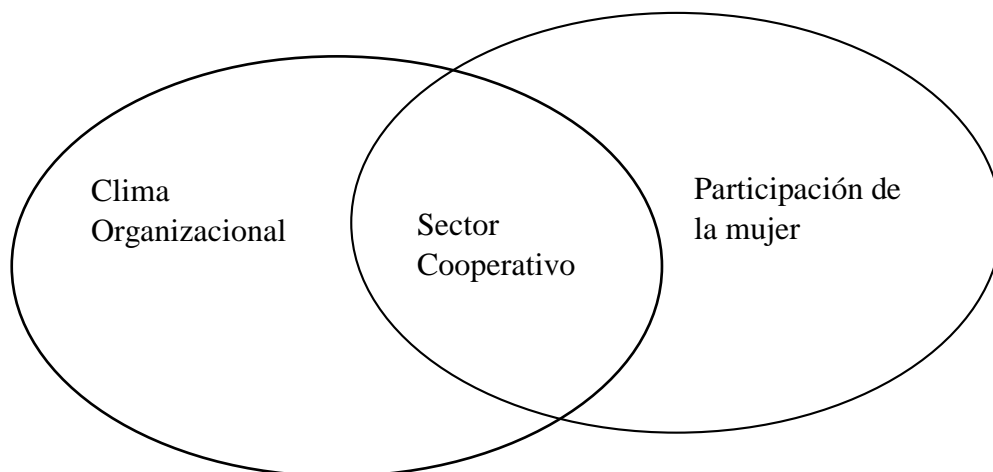 Clima
Organizacional
Sector
Cooperativo
Participación de
la mujer